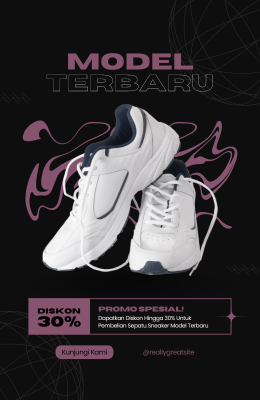 MODEL
TERBARU
DISKON
30%
PROMO SPESIAL!
Dapatkan Diskon Hingga 30% Untuk
Pembelian Sepatu Sneaker Model Terbaru
Kunjungi Kami
@reallygreatsite